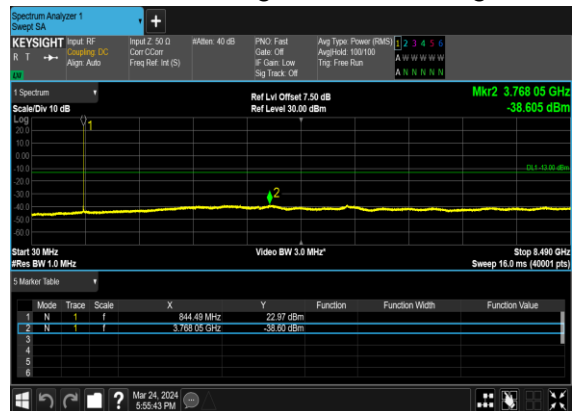 Spectrum Analyzer 1
Swept SA
+
KEYSIGHT Input: RF Input Z: 50 Ω #Atten: 40 dB PNO: Fast Avg Type: Power (RMS) 1 2 3 4 5 6
R T Coupling: DC Corr CCorr Gate: Off Avg|Hold: 100/100 A W W W W W
Align: Auto Freq Ref: Int (S) IF Gain: Low Trig: Free Run
LXI Sig Track: Off A N N N N N
1 Spectrum Ref Lvl Offset 7.50 dB Mkr2 3.768 05 GHz
Scale/Div 10 dB Ref Level 30.00 dBm -38.605 dBm
Log
1
20.0
10.0
0.00
-10.0
DL1 -13.00 dBm
-20.0
-30.0
2
-40.0
-50.0
-60.0
Start 30 MHz Video BW 3.0 MHz* Stop 8.490 GHz
#Res BW 1.0 MHz Sweep 16.0 ms (40001 pts)
5 Marker Table
Mode Trace Scale X Y Function Function Width Function Value
1 N 1 f 844.49 MHz 22.97 dBm
2 N 1 f 3.768 05 GHz -38.60 dBm
3
4
5
6
? Mar 24, 2024
5:55:43 PM